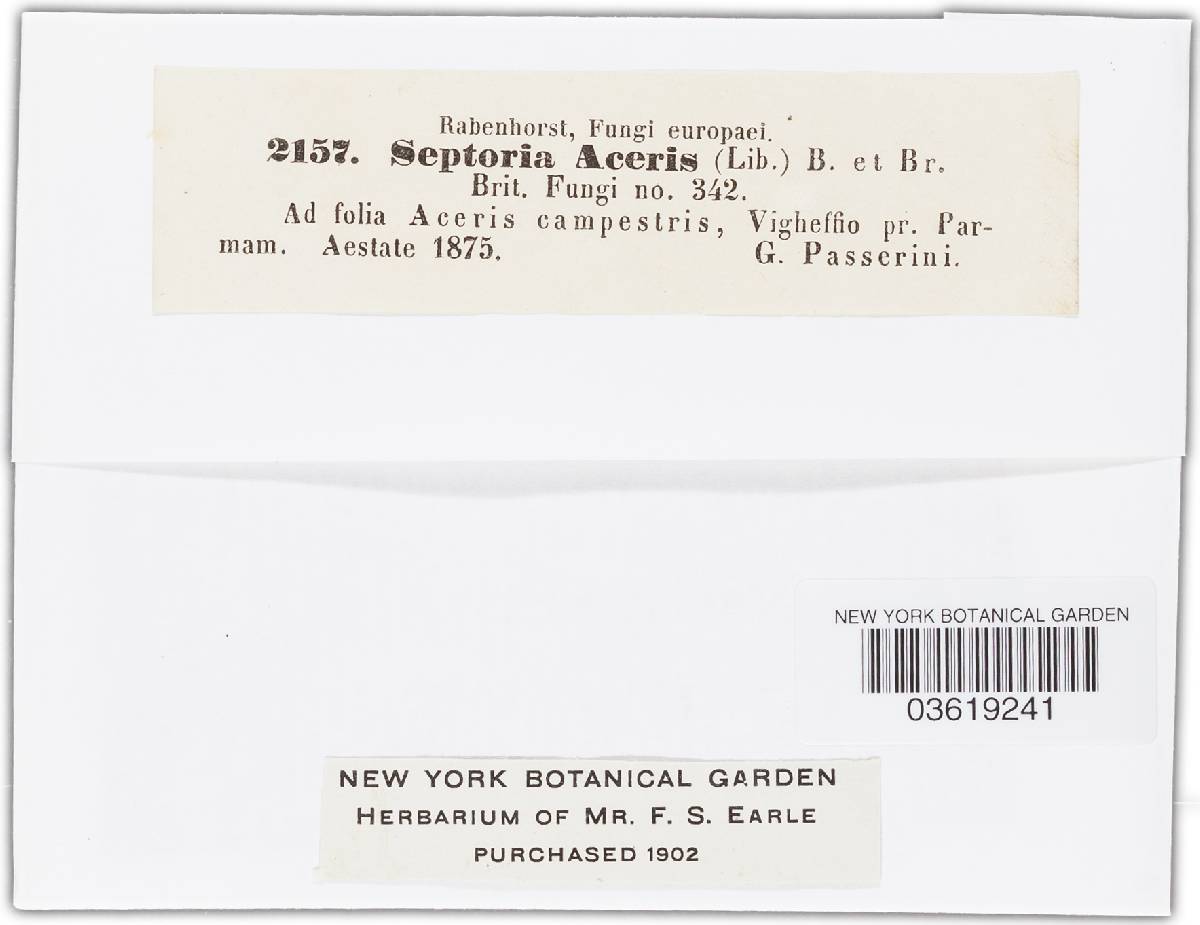 Rabenhorst, Fungi europaei.
2157. Septoria Aceris (Lib.) B. et Br.
Brit. Fungi no. 342.
Ad folia Aceris campestris, Vigheffio pr. Par-
mam. Aestate 1875. G. Passerini.
NEW YORK BOTANICAL GARDEN
03619241
NEW YORK BOTANICAL GARDEN
HERBARIUM OF MR. F. S. EARLE
PURCHASED 1902